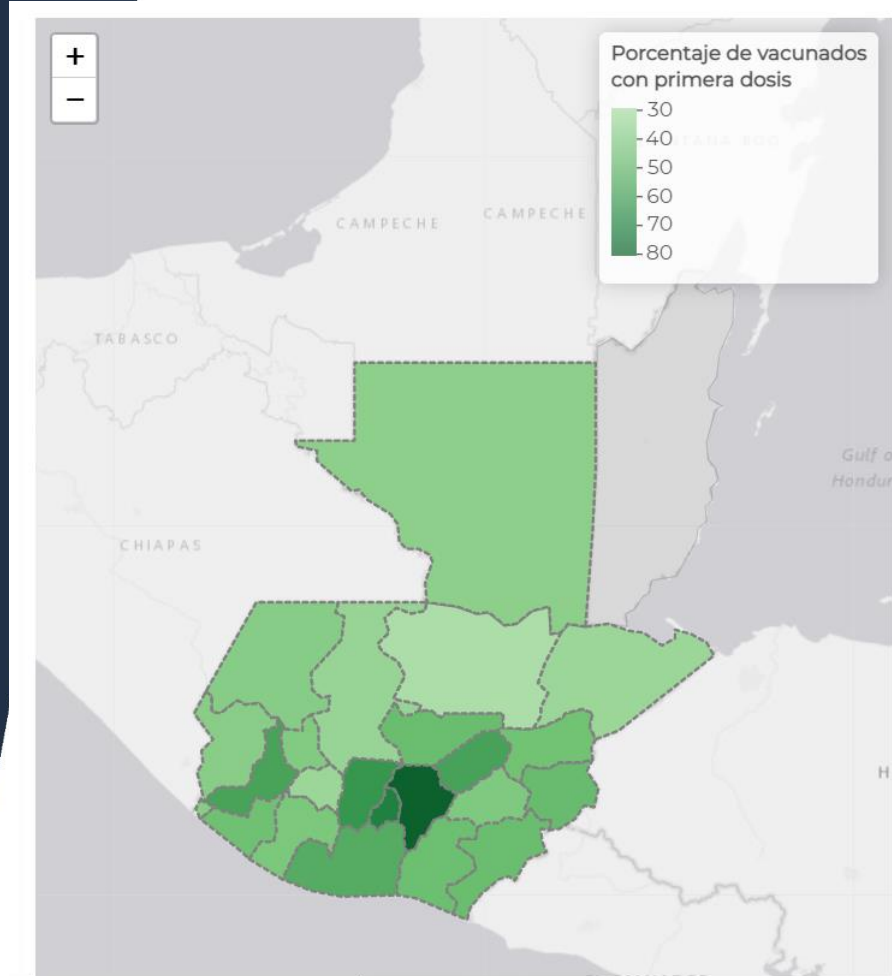 +
−
Porcentaje de vacunados
con primera dosis
30
40
50
60
70
80
CAMPECHE
CAMPECHE
TABASCO
CHIAPAS
Gulf o
Hondur
H